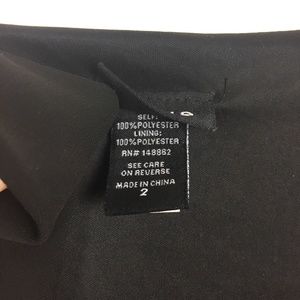 SELF:
100%POLYESTER
LINING:
100%POLYESTER
RN# 148862
SEE CARE
ON REVERSE
MADE IN CHINA
2